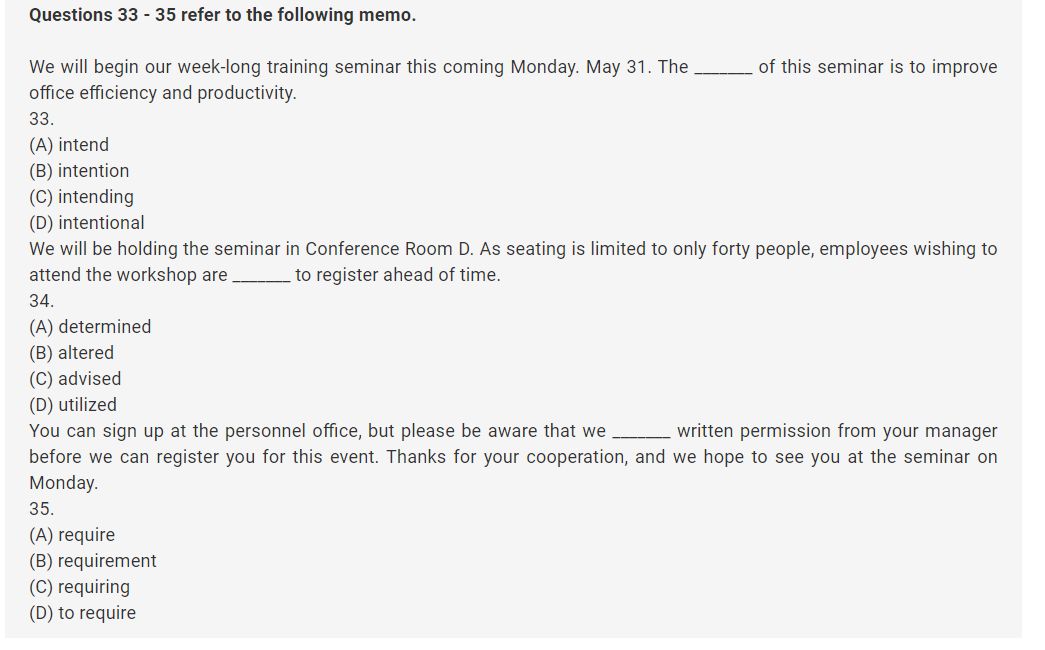 Questions 33 - 35 refer to the following memo.
We will begin our week-long training seminar this coming Monday. May 31. The _______ of this seminar is to improve
office efficiency and productivity.
33.
(A) intend
(B) intention
(C) intending
(D) intentional
We will be holding the seminar in Conference Room D. As seating is limited to only forty people, employees wishing to
attend the workshop are _______ to register ahead of time.
34.
(A) determined
(B) altered
(C) advised
(D) utilized
You can sign up at the personnel office, but please be aware that we _______ written permission from your manager
before we can register you for this event. Thanks for your cooperation, and we hope to see you at the seminar on
Monday.
35.
(A) require
(B) requirement
(C) requiring
(D) to require